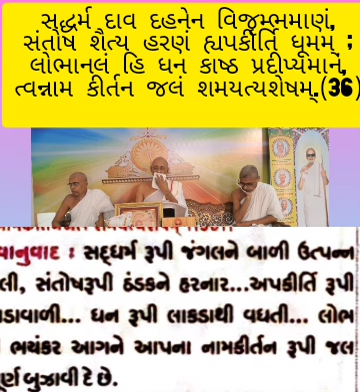 સદ્ધર્મ દાવ દહનેન વિજૃમ્ભમાણં,
સંતોષ શૈત્ય હરણં હ્યપકીર્તિ ધૂમમ્ ;
લોભાનલં હિ ધન કાષ્ઠ પ્રદીપ્યમાનં,
ત્વન્નામ કીર્તન જલં શમયત્યશેષમ્.(36)
વાનુવાદ : સદ્ધર્મ રૂપી જંગલને બાળી ઉત્પન્ન
લી, સંતોષરૂપી ઠંડકને હરનાર...અપકીર્તિ રૂપી
ડાવાળી... ધન રૂપી લાકડાથી વધતી... લોભ
ભયંકર આગને આપના નામકીર્તન રૂપી જલ
ર્ણ બુઝાવી દે છે.